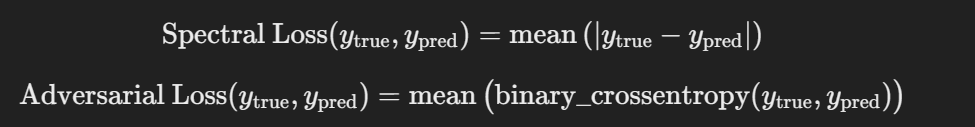 Spectral Loss(y_true, y_pred) = mean (|y_true − y_pred|)
Adversarial Loss(y_true, y_pred) = mean (binary_crossentropy(y_true, y_pred))